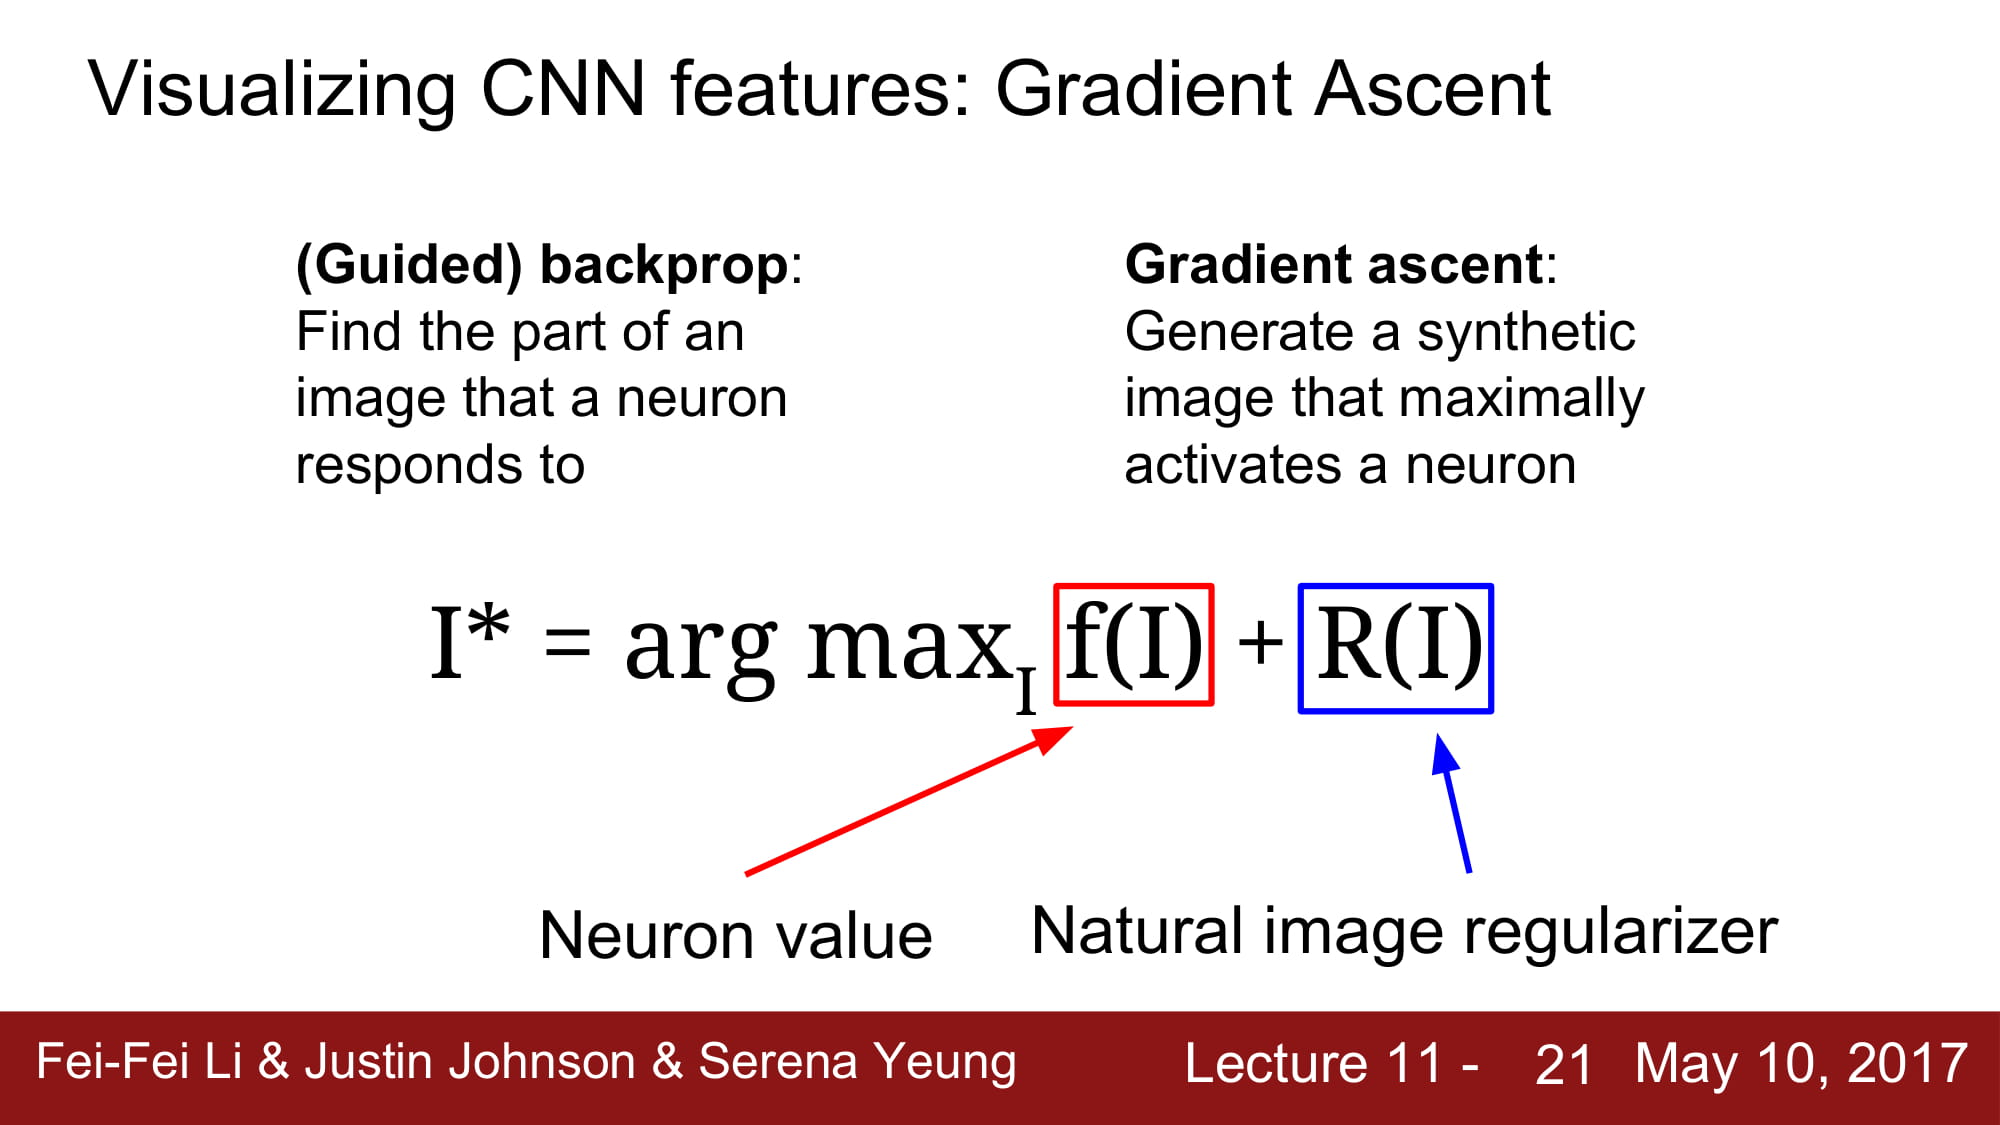 Visualizing CNN features: Gradient Ascent
(Guided) backprop:
Find the part of an
image that a neuron
responds to
Gradient ascent:
Generate a synthetic
image that maximally
activates a neuron
I* = arg max_I f(I) + R(I)
Neuron value
Natural image regularizer
Fei-Fei Li & Justin Johnson & Serena Yeung
Lecture 11 - 21 May 10, 2017